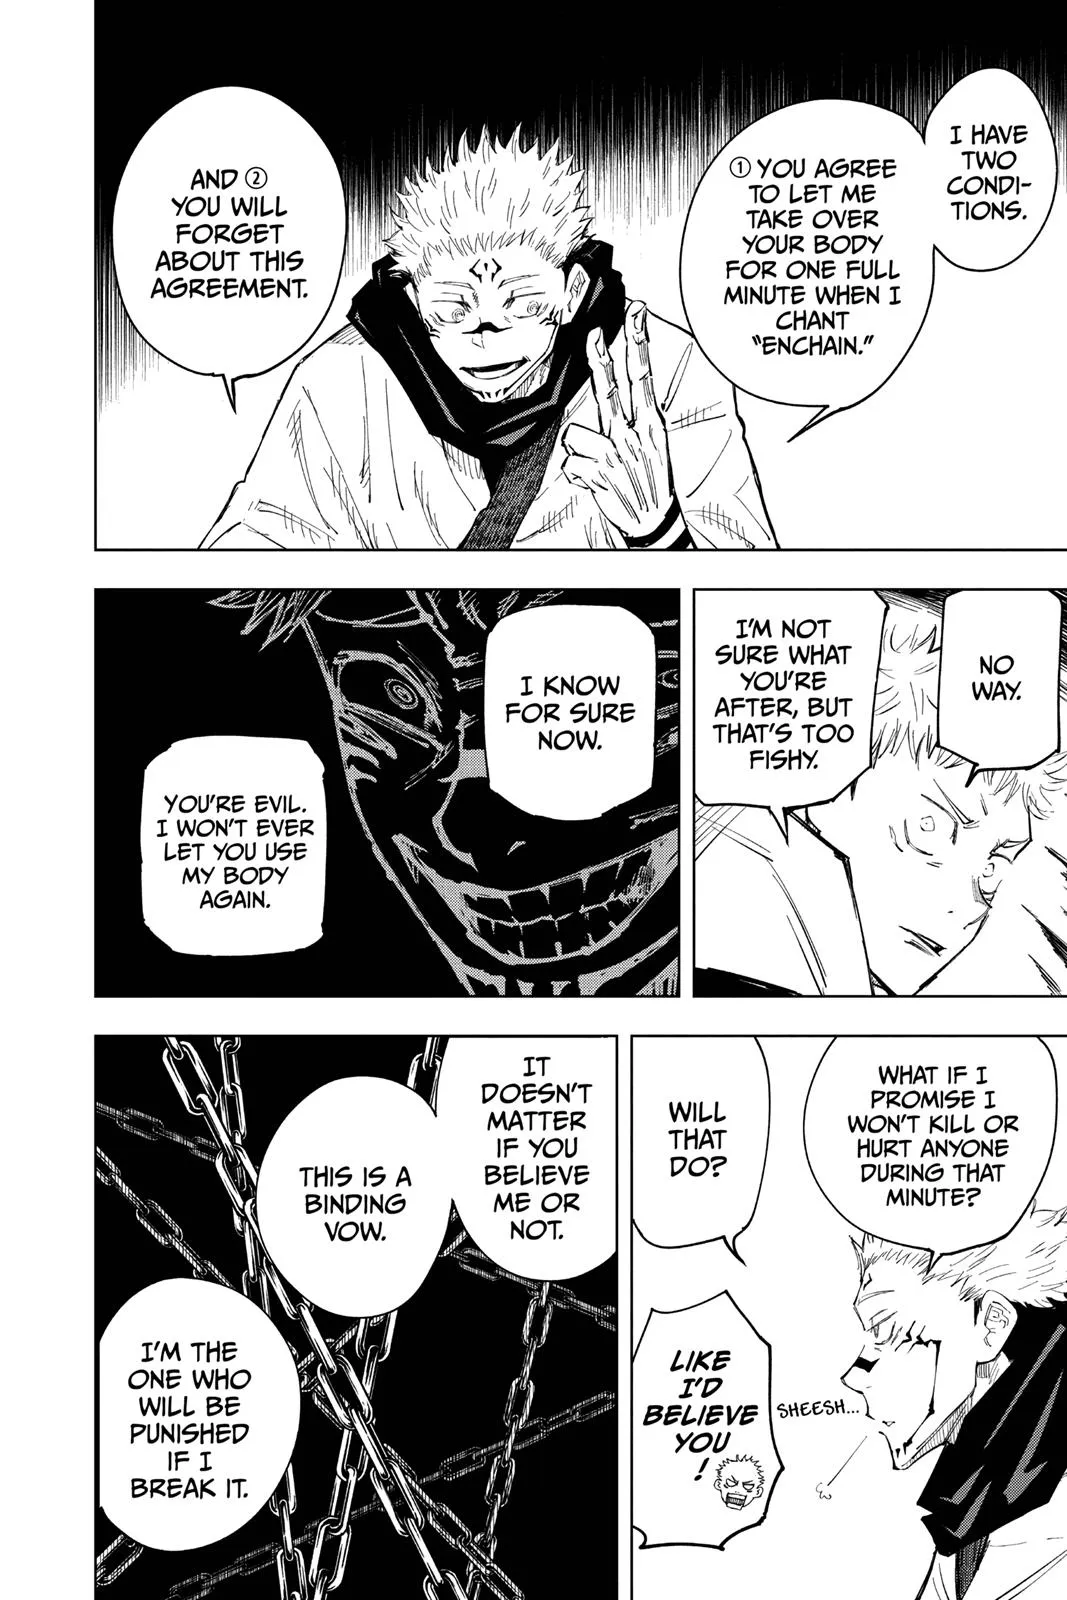 I HAVE
TWO
CONDI-
TIONS.
① YOU AGREE
TO LET ME
TAKE OVER
YOUR BODY
FOR ONE FULL
MINUTE WHEN I
CHANT
"ENCHAIN."
AND ②
YOU WILL
FORGET
ABOUT THIS
AGREEMENT.
NO
WAY.
I'M NOT
SURE WHAT
YOU'RE
AFTER, BUT
THAT'S TOO
FISHY.
I KNOW
FOR SURE
NOW.
YOU'RE EVIL.
I WON'T EVER
LET YOU USE
MY BODY
AGAIN.
WHAT IF I
PROMISE I
WON'T KILL OR
HURT ANYONE
DURING THAT
MINUTE?
WILL
THAT
DO?
SHEESH...
LIKE
I'D
BELIEVE
YOU
!
IT
DOESN'T
MATTER
IF YOU
BELIEVE
ME OR
NOT.
THIS IS A
BINDING
VOW.
I'M THE
ONE WHO
WILL BE
PUNISHED
IF I
BREAK IT.